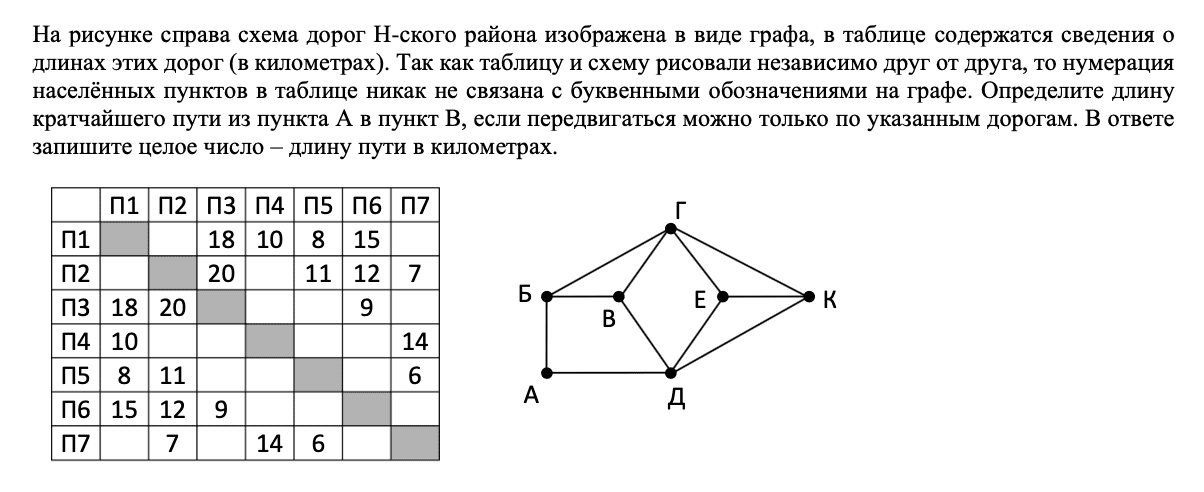 На рисунке справа схема дорог Н-ского района изображена в виде графа, в таблице содержатся сведения о
длинах этих дорог (в километрах). Так как таблицу и схему рисовали независимо друг от друга, то нумерация
населённых пунктов в таблице никак не связана с буквенными обозначениями на графе. Определите длину
кратчайшего пути из пункта А в пункт В, если передвигаться можно только по указанным дорогам. В ответе
запишите целое число – длину пути в километрах.
П1 П2 П3 П4 П5 П6 П7
П1 18 10 8 15
П2 20 11 12 7
П3 18 20 9
П4 10 14
П5 8 11 6
П6 15 12 9
П7 7 14 6
Г
Б В Е К
А Д